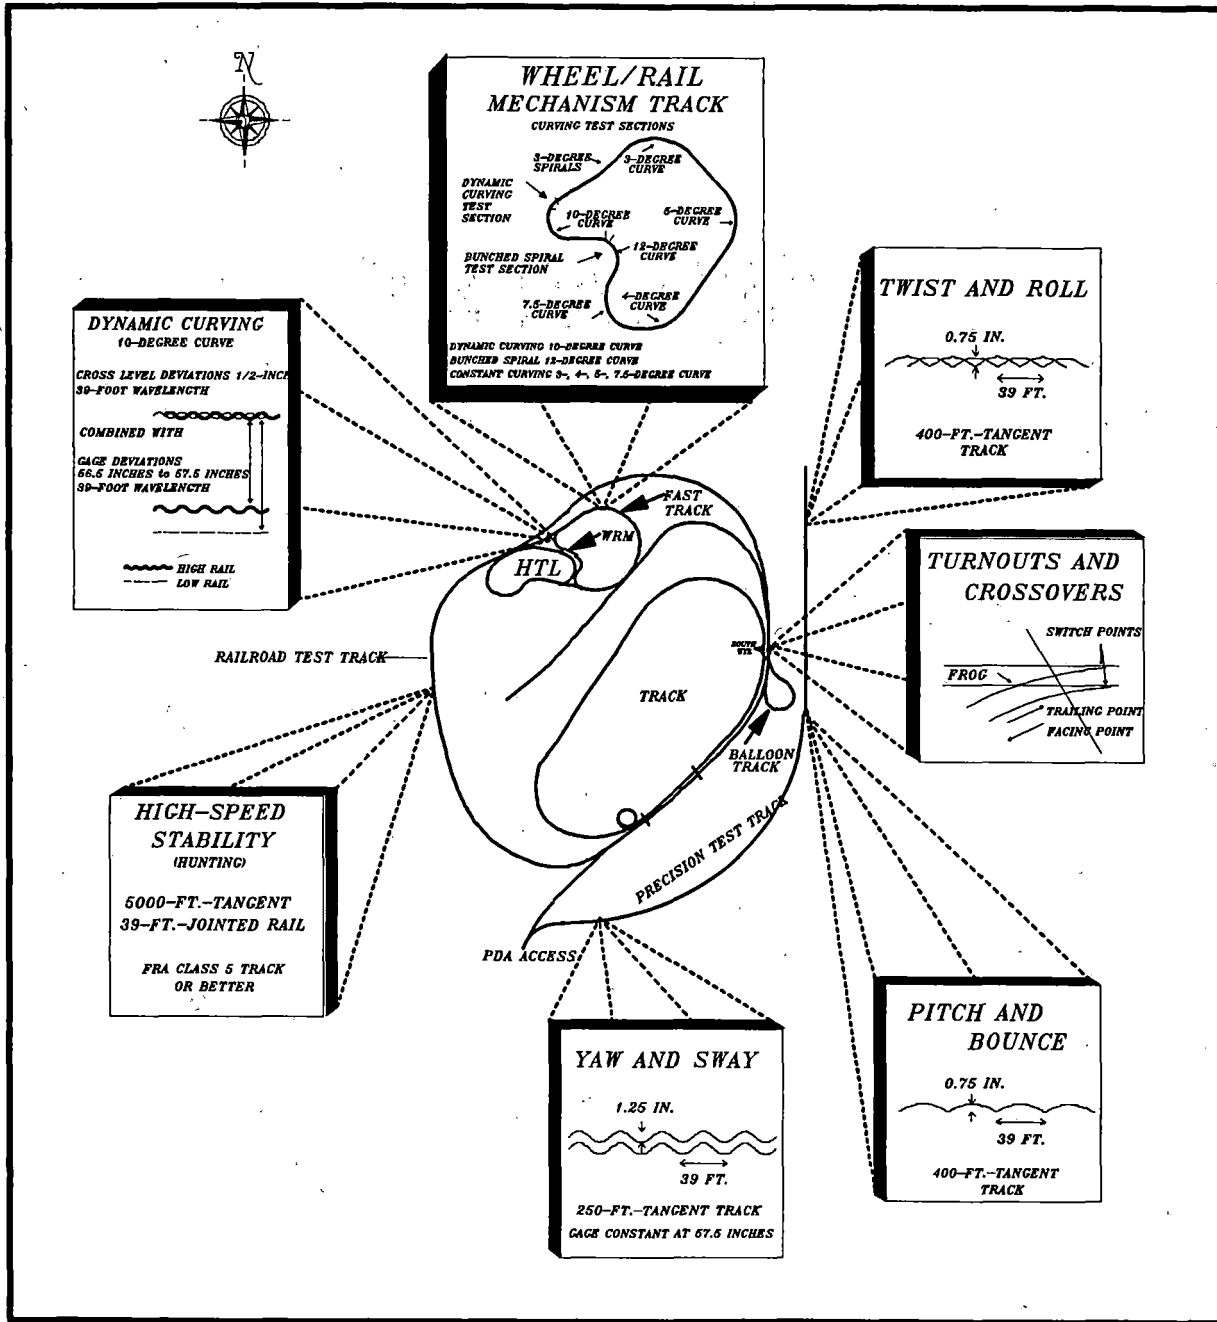 N
WHEEL/RAIL
MECHANISM TRACK
CURVING TEST SECTIONS
3-DEGREE
SPIRALS
3-DEGREE
CURVE
DYNAMIC
CURVING
TEST
SECTION
10-DEGREE
CURVE
5-DEGREE
CURVE
12-DEGREE
CURVE
BUNCHED SPIRAL
TEST SECTION
7.5-DEGREE
CURVE
4-DEGREE
CURVE
DYNAMIC CURVING 10-DEGREE CURVE
BUNCHED SPIRAL 12-DEGREE CURVE
CONSTANT CURVING 3-, 4-, 5-, 7.5-DEGREE CURVE
DYNAMIC CURVING
10-DEGREE CURVE
CROSS LEVEL DEVIATIONS 1/2-INCH
39-FOOT WAVELENGTH
COMBINED WITH
GAGE DEVIATIONS
56.5 INCHES to 57.5 INCHES
39-FOOT WAVELENGTH
HIGH RAIL
LOW RAIL
TWIST AND ROLL
0.75 IN.
39 FT.
400-FT.-TANGENT
TRACK
FAST
TRACK
WRM
HTL
TURNOUTS AND
CROSSOVERS
SWITCH POINTS
FROG
TRAILING POINT
FACING POINT
RAILROAD TEST TRACK
SOUTH
WYE
TRACK
BALLOON
TRACK
PRECISION TEST TRACK
PDA ACCESS
HIGH-SPEED
STABILITY
(HUNTING)
5000-FT.-TANGENT
39-FT.-JOINTED RAIL
FRA CLASS 5 TRACK
OR BETTER
YAW AND SWAY
1.25 IN.
39 FT.
250-FT.-TANGENT TRACK
GAGE CONSTANT AT 57.5 INCHES
PITCH AND
BOUNCE
0.75 IN.
39 FT.
400-FT.-TANGENT
TRACK